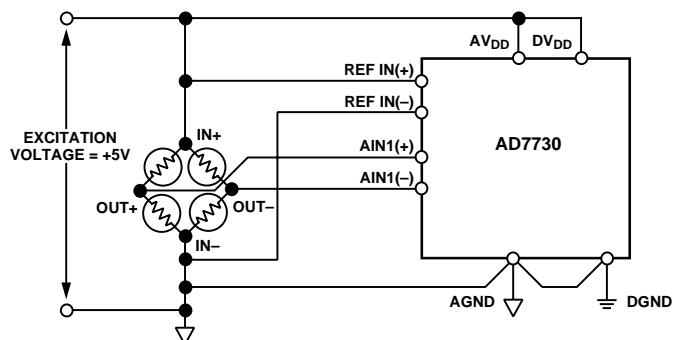 AVDD DVDD
REF IN(+)
REF IN(–)
EXCITATION
VOLTAGE = +5V
IN+
AIN1(+)
AD7730
AIN1(–)
OUT+
OUT–
IN–
AGND
DGND